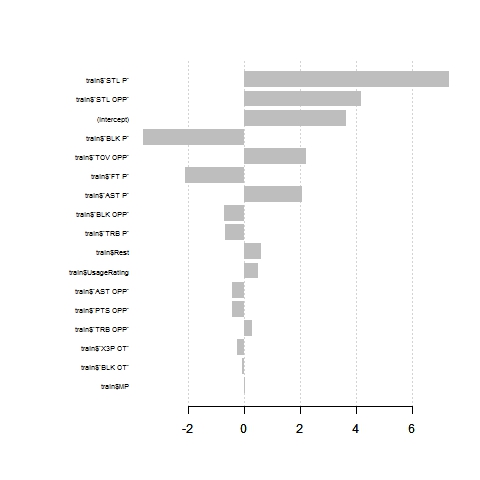 train$`STL P`
train$`STL OPP`
(Intercept)
train$`BLK P`
train$`TOV OPP`
train$`FT P`
train$`AST P`
train$`BLK OPP`
train$`TRB P`
train$Rest
train$UsageRating
train$`AST OPP`
train$`PTS OPP`
train$`TRB OPP`
train$`X3P OT`
train$`BLK OT`
train$MP
-2 0 2 4 6